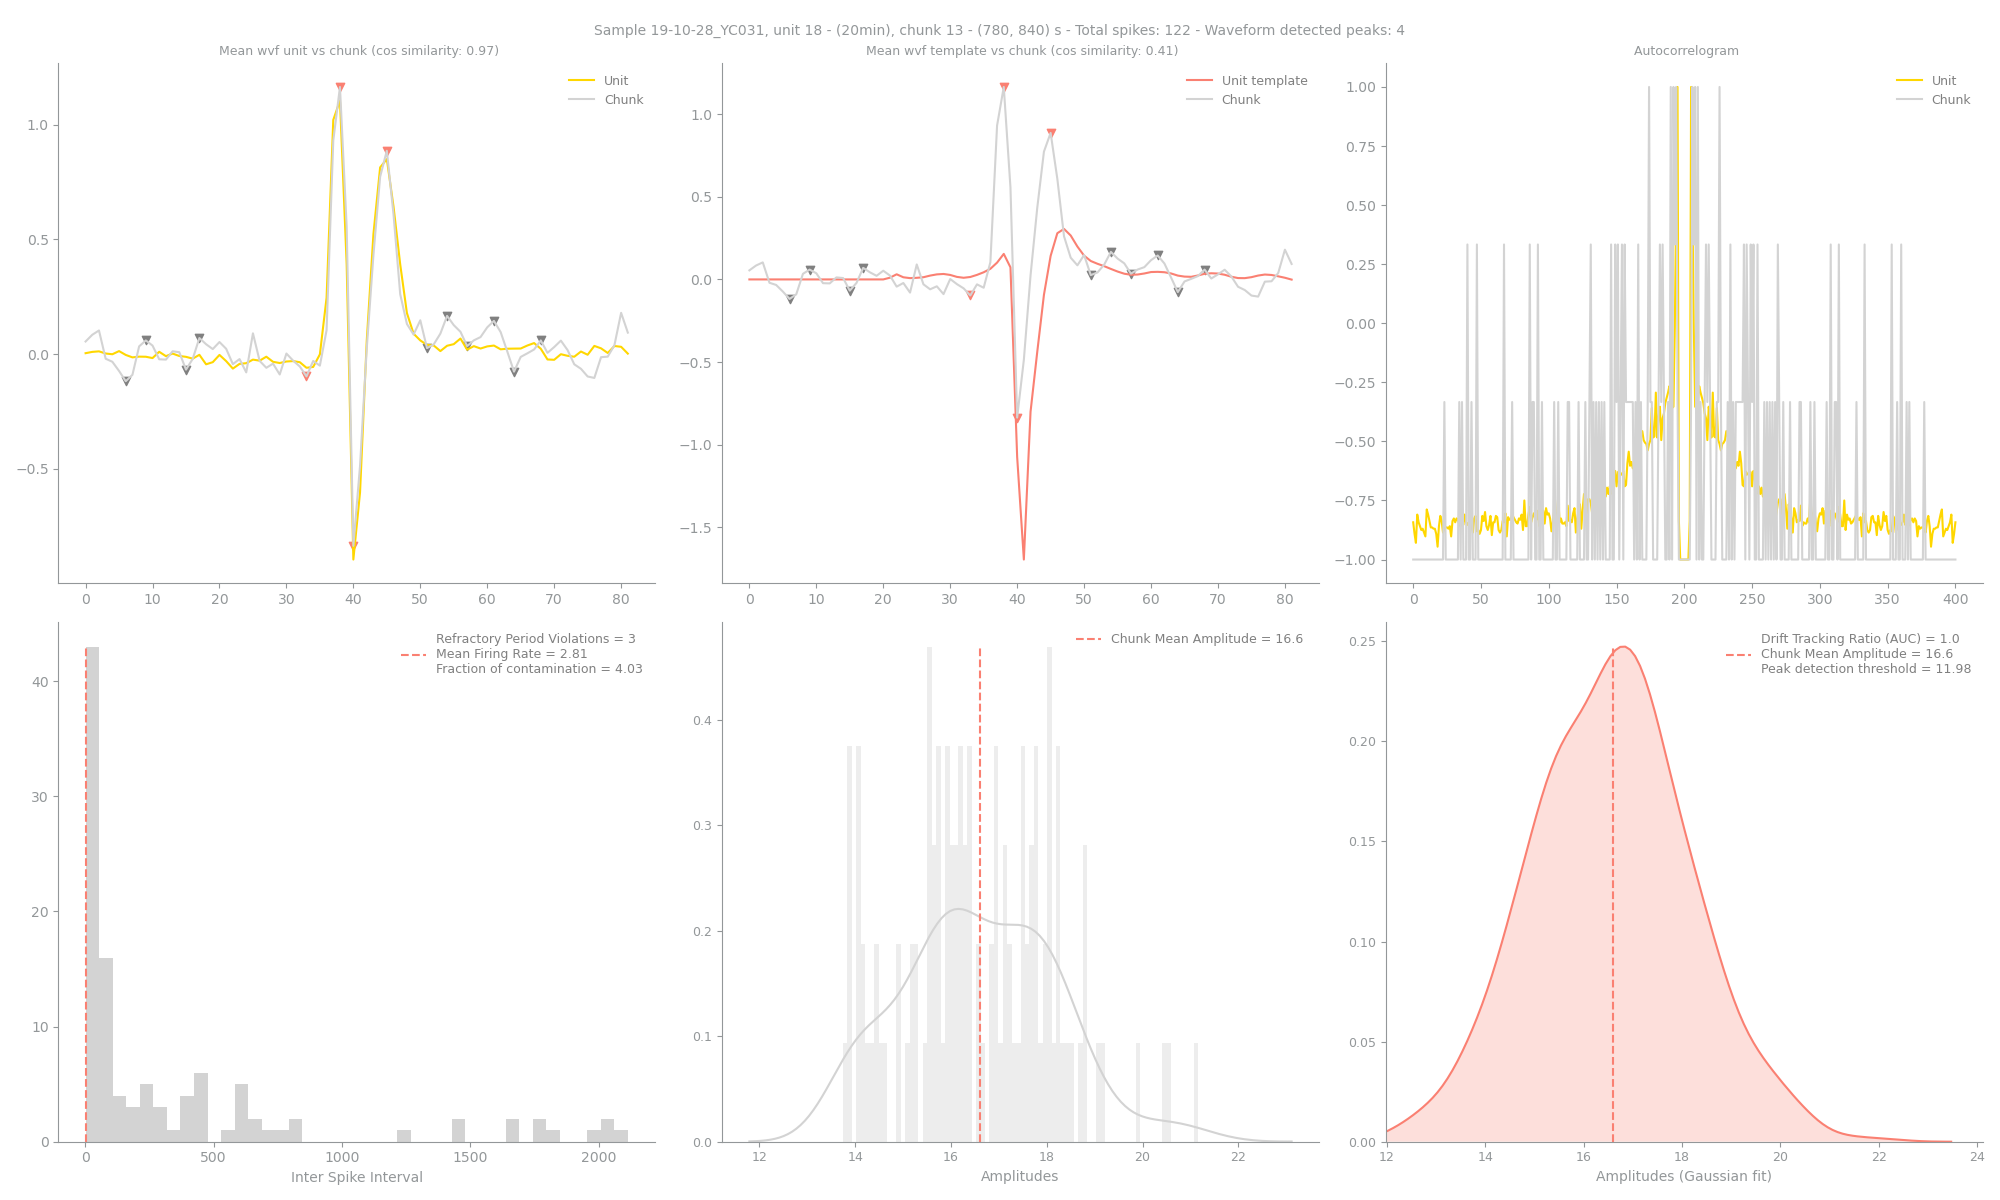 Sample 19-10-28_YC031, unit 18 - (20min), chunk 13 - (780, 840) s - Total spikes: 122 - Waveform detected peaks: 4
Mean wvf unit vs chunk (cos similarity: 0.97)
Unit
Chunk
1.0
0.5
0.0
−0.5
0 10 20 30 40 50 60 70 80
Mean wvf template vs chunk (cos similarity: 0.41)
Unit template
Chunk
1.0
0.5
0.0
−0.5
−1.0
−1.5
0 10 20 30 40 50 60 70 80
Autocorrelogram
Unit
Chunk
1.00
0.75
0.50
0.25
0.00
−0.25
−0.50
−0.75
−1.00
0 50 100 150 200 250 300 350 400
Refractory Period Violations = 3
Mean Firing Rate = 2.81
Fraction of contamination = 4.03
40
30
20
10
0
0 500 1000 1500 2000
Inter Spike Interval
Chunk Mean Amplitude = 16.6
0.4
0.3
0.2
0.1
0.0
12 14 16 18 20 22
Amplitudes
Drift Tracking Ratio (AUC) = 1.0
Chunk Mean Amplitude = 16.6
Peak detection threshold = 11.98
0.25
0.20
0.15
0.10
0.05
0.00
12 14 16 18 20 22 24
Amplitudes (Gaussian fit)